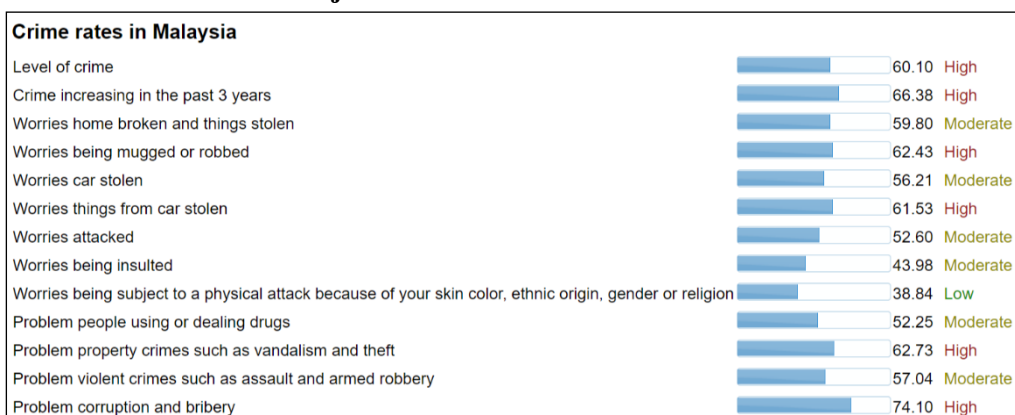 Crime rates in Malaysia
Level of crime 60.10 High
Crime increasing in the past 3 years 66.38 High
Worries home broken and things stolen 59.80 Moderate
Worries being mugged or robbed 62.43 High
Worries car stolen 56.21 Moderate
Worries things from car stolen 61.53 High
Worries attacked 52.60 Moderate
Worries being insulted 43.98 Moderate
Worries being subject to a physical attack because of your skin color, ethnic origin, gender or religion 38.84 Low
Problem people using or dealing drugs 52.25 Moderate
Problem property crimes such as vandalism and theft 62.73 High
Problem violent crimes such as assault and armed robbery 57.04 Moderate
Problem corruption and bribery 74.10 High